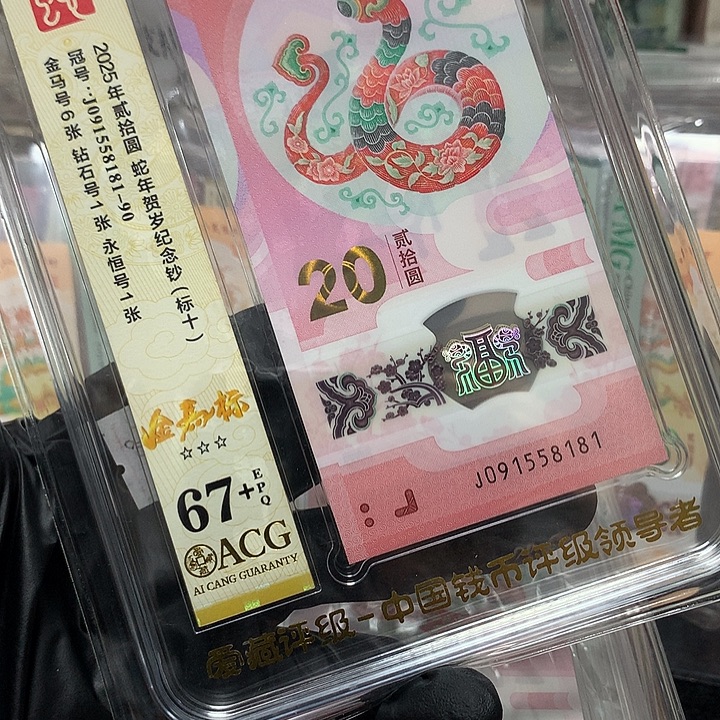 2025年贰拾圆 蛇年贺岁纪念钞(标十)
冠号:J091558181-90
金马号6张 钻石号1张 永恒号1张
金荔标
☆☆☆
67+EPQ
ACG
AI CANG GUARANTY
20
贰拾圆
J091558181
爱藏评级-中国钱币评级领导者